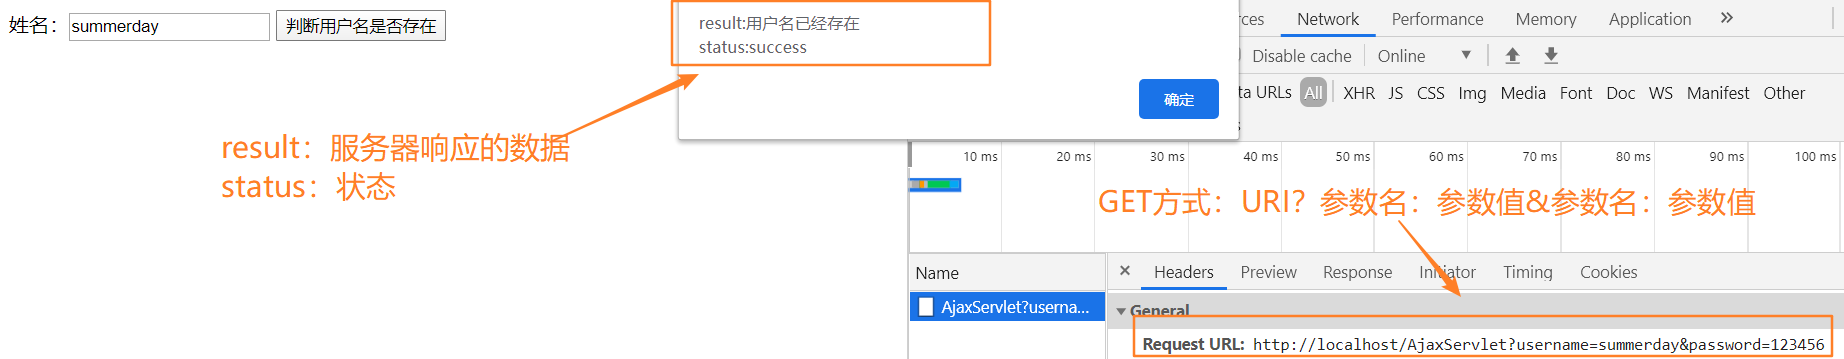 姓名：summerday 判断用户名是否存在
result:用户名已经存在
status:success
确定
result：服务器响应的数据
status：状态
Network Performance Memory Application »
Disable cache Online
URLs All XHR JS CSS Img Media Font Doc WS Manifest Other
10 ms 20 ms 30 ms 40 ms 50 ms 60 ms 70 ms 80 ms 90 ms 100 ms
GET方式：URI？参数名：参数值&参数名：参数值
Name
× Headers Preview Response Initiator Timing Cookies
AjaxServlet?userna...
General
Request URL: http://localhost/AjaxServlet?username=summerday&password=123456